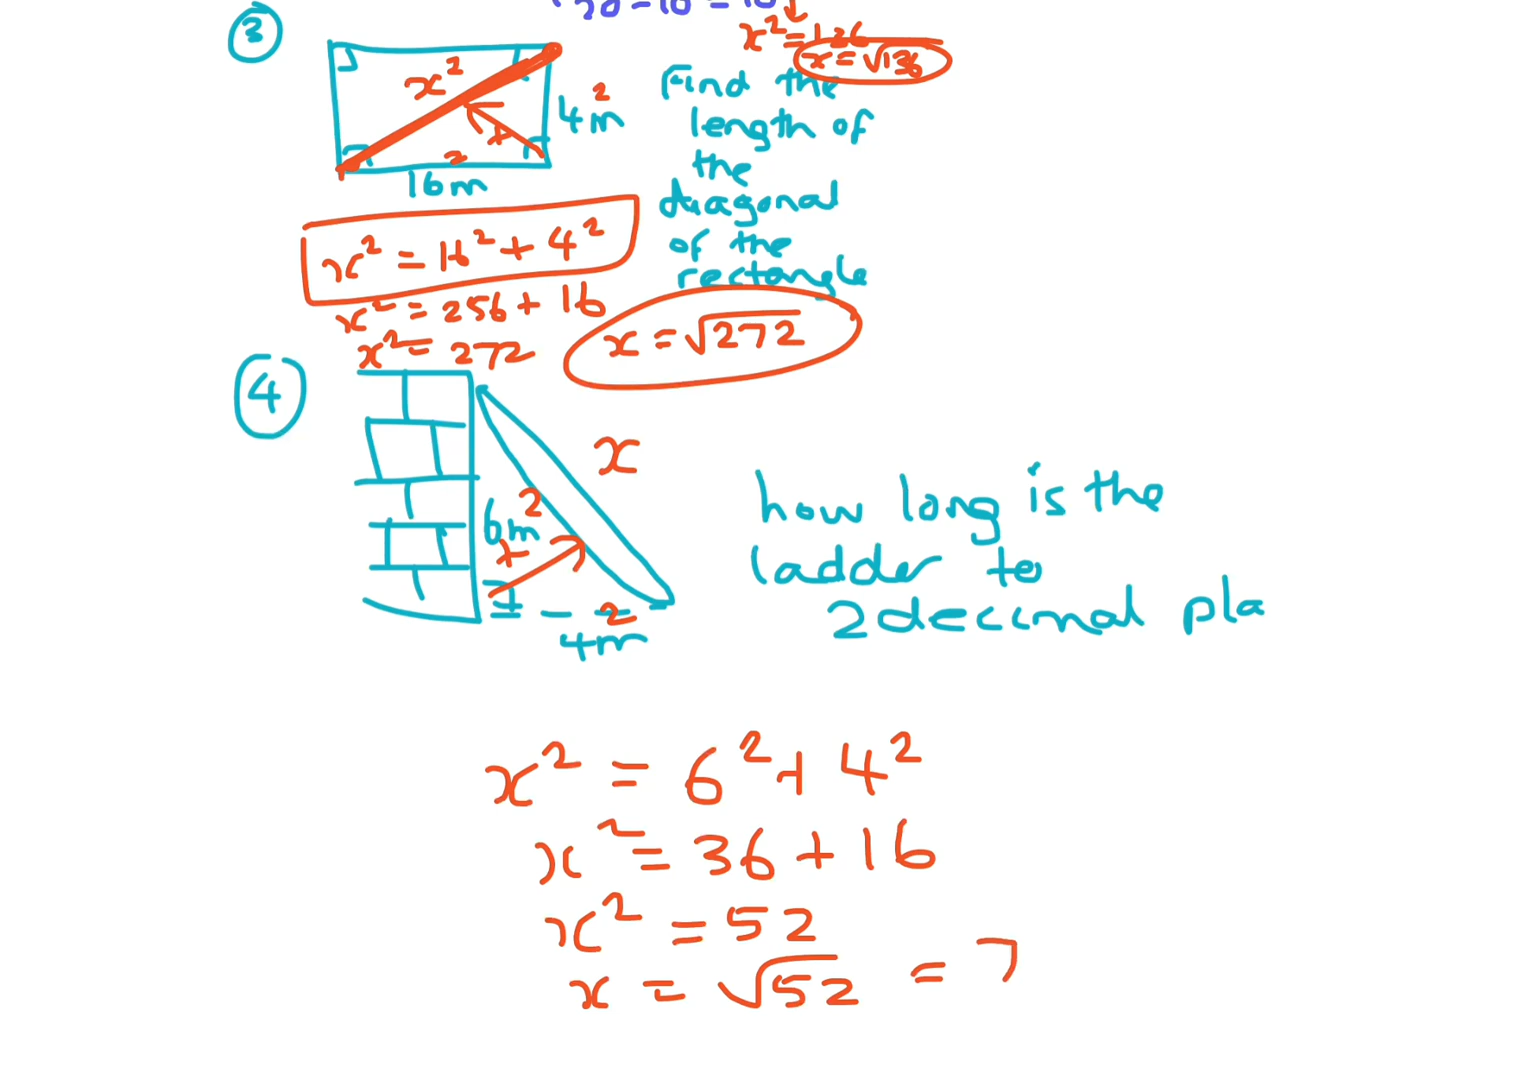 x² = 136
x = √136
3
x²
4m²
+
16m²
Find the
length of
the
diagonal
of the
rectangle
x² = 16² + 4²
x² = 256 + 16
x² = 272
x = √272
4
x
6m²
+
4m²
how long is the
ladder to
2 decimal pla
x² = 6² + 4²
x² = 36 + 16
x² = 52
x = √52 = 7